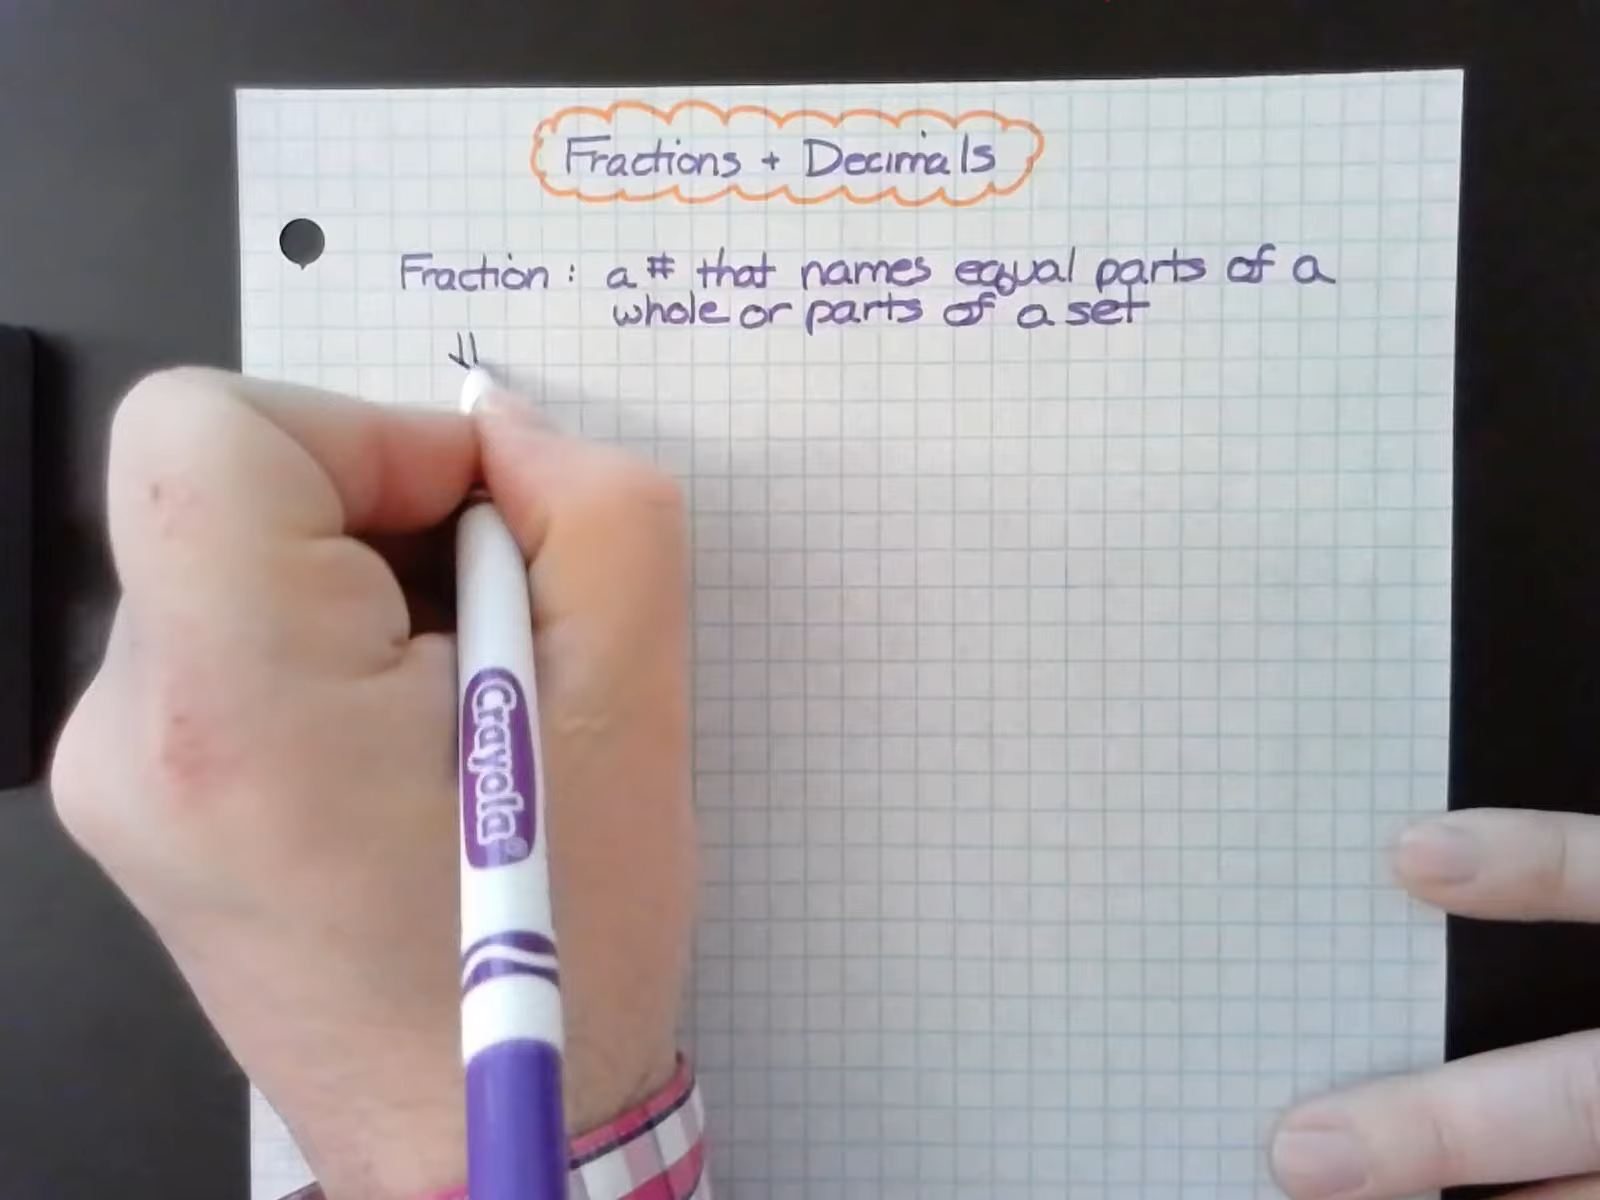 Fractions + Decimals
Fraction: a # that names equal parts of a
whole or parts of a set
Crayola®